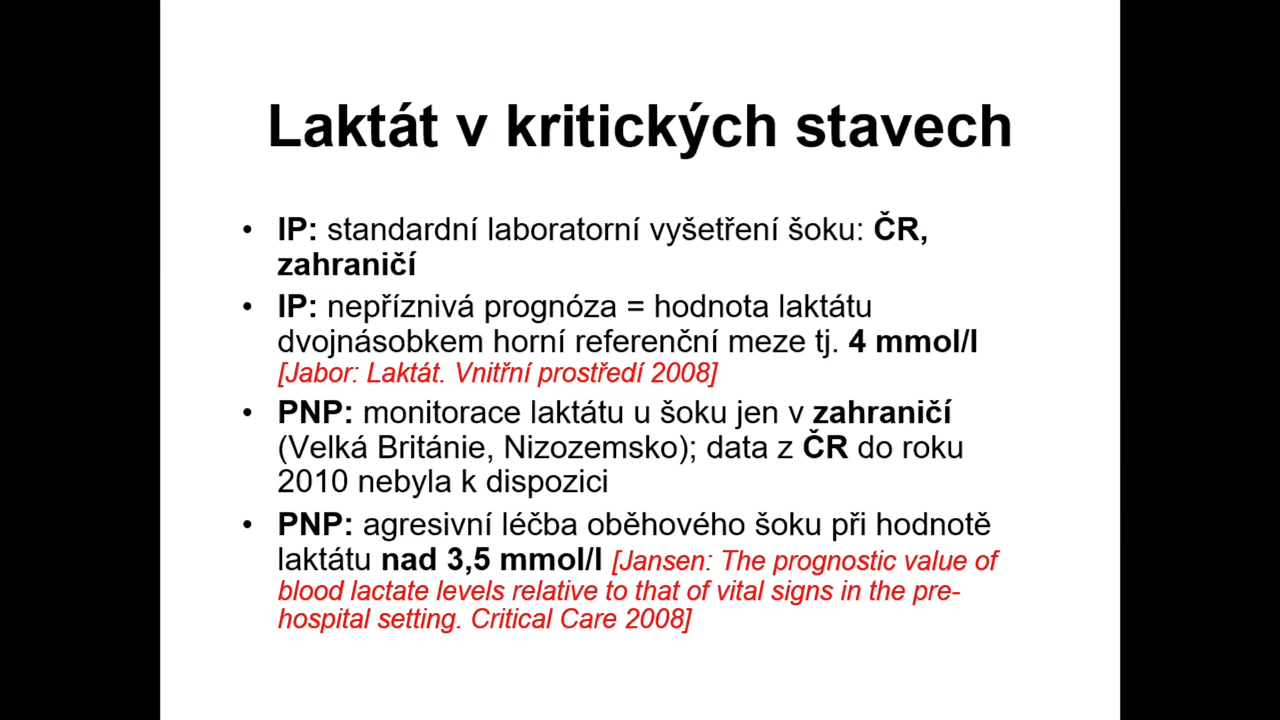 Laktát v kritických stavech
• IP: standardní laboratorní vyšetření šoku: ČR,
zahraničí
• IP: nepříznivá prognóza = hodnota laktátu
dvojnásobkem horní referenční meze tj. 4 mmol/l
[Jabor: Laktát. Vnitřní prostředí 2008]
• PNP: monitorace laktátu u šoku jen v zahraničí
(Velká Británie, Nizozemsko); data z ČR do roku
2010 nebyla k dispozici
• PNP: agresivní léčba oběhového šoku při hodnotě
laktátu nad 3,5 mmol/l [Jansen: The prognostic value of
blood lactate levels relative to that of vital signs in the pre-
hospital setting. Critical Care 2008]